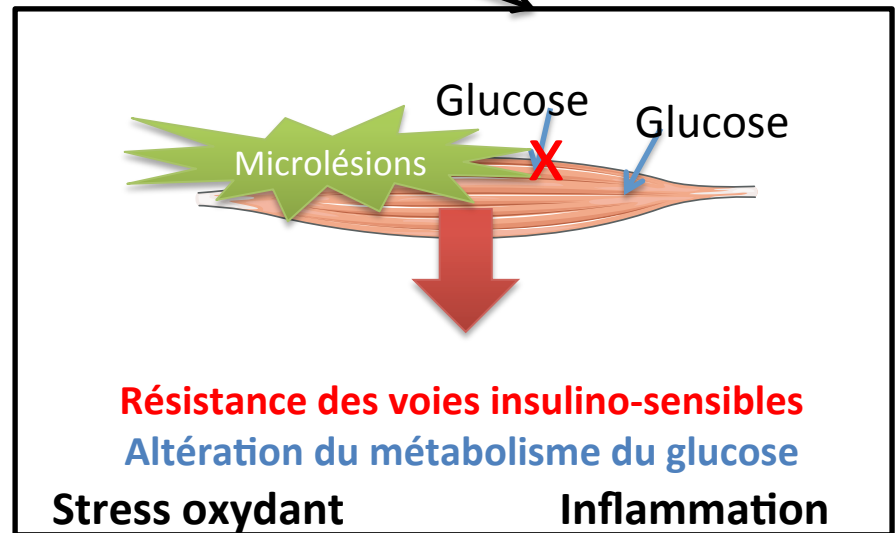 Glucose
Glucose
Microlésions
X
Résistance des voies insulino-sensibles
Altération du métabolisme du glucose
Stress oxydant Inflammation